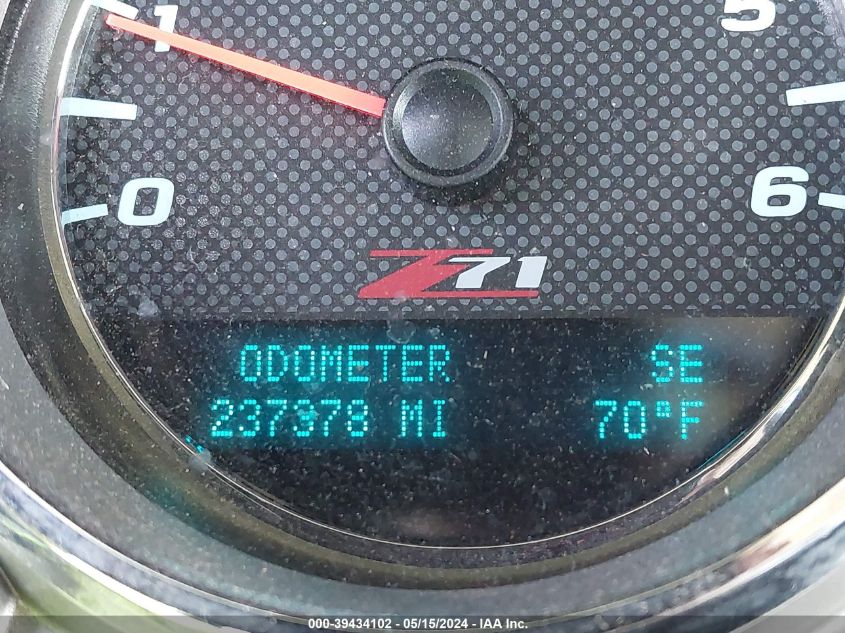 1
5
0
6
Z71
ODOMETER SE
237378 MI 70°F
000-39434102 - 05/15/2024 - IAA Inc.